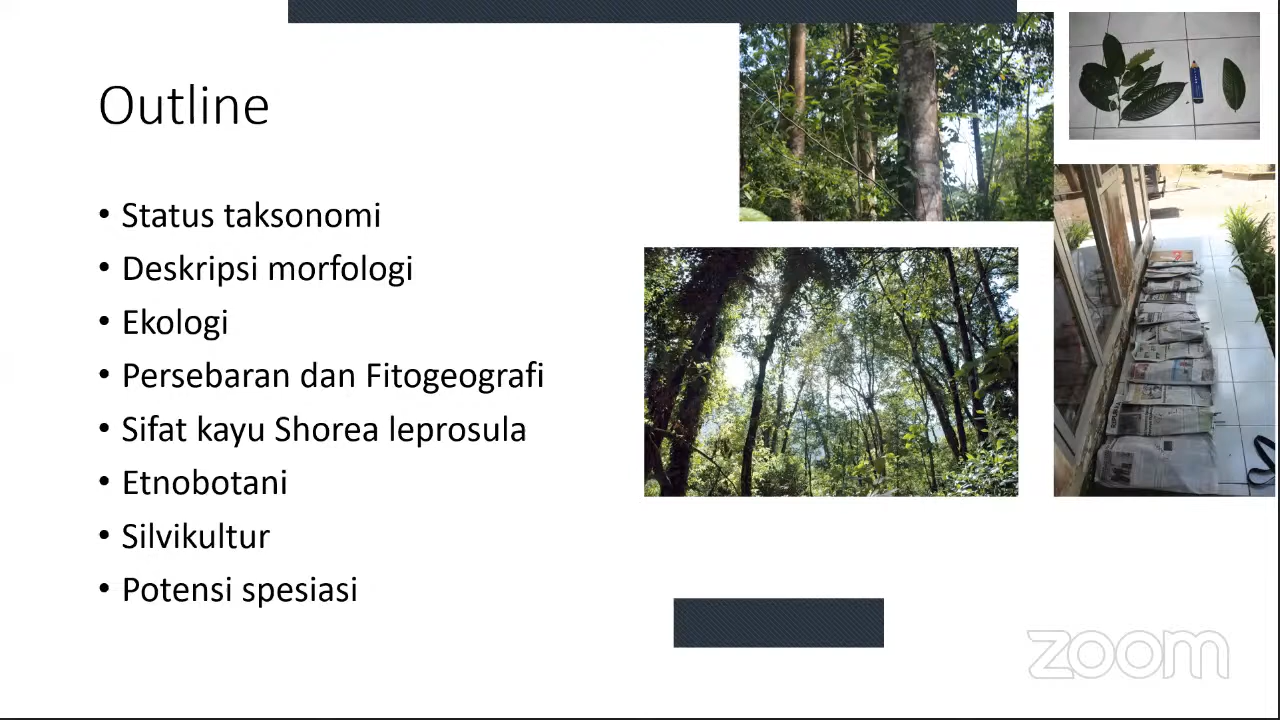 Outline
• Status taksonomi
• Deskripsi morfologi
• Ekologi
• Persebaran dan Fitogeografi
• Sifat kayu Shorea leprosula
• Etnobotani
• Silvikultur
• Potensi spesiasi
zoom